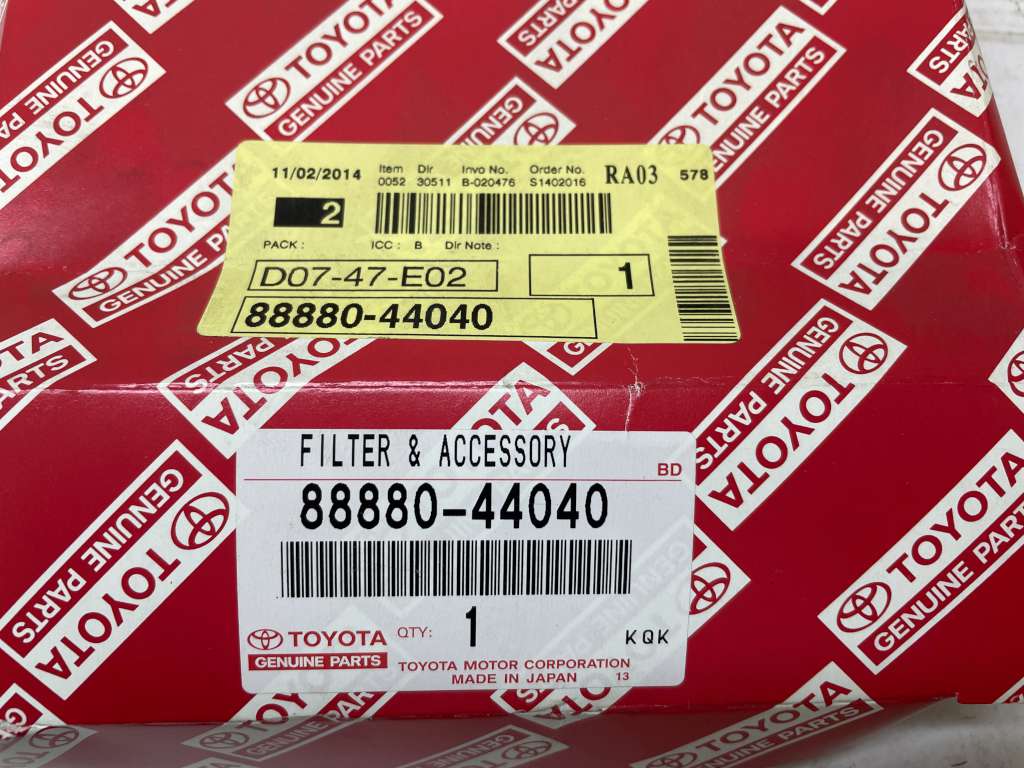 TOYOTA
GENUINE PARTS
11/02/2014
Item Dlr Invo No. Order No.
0052 30511 B-020476 S1402016
RA03
578
2
PACK : ICC : B Dlr Note :
D07-47-E02
1
88880-44040
FILTER & ACCESSORY
BD
88880-44040
TOYOTA
GENUINE PARTS
QTY: 1
KQK
TOYOTA MOTOR CORPORATION
MADE IN JAPAN 13